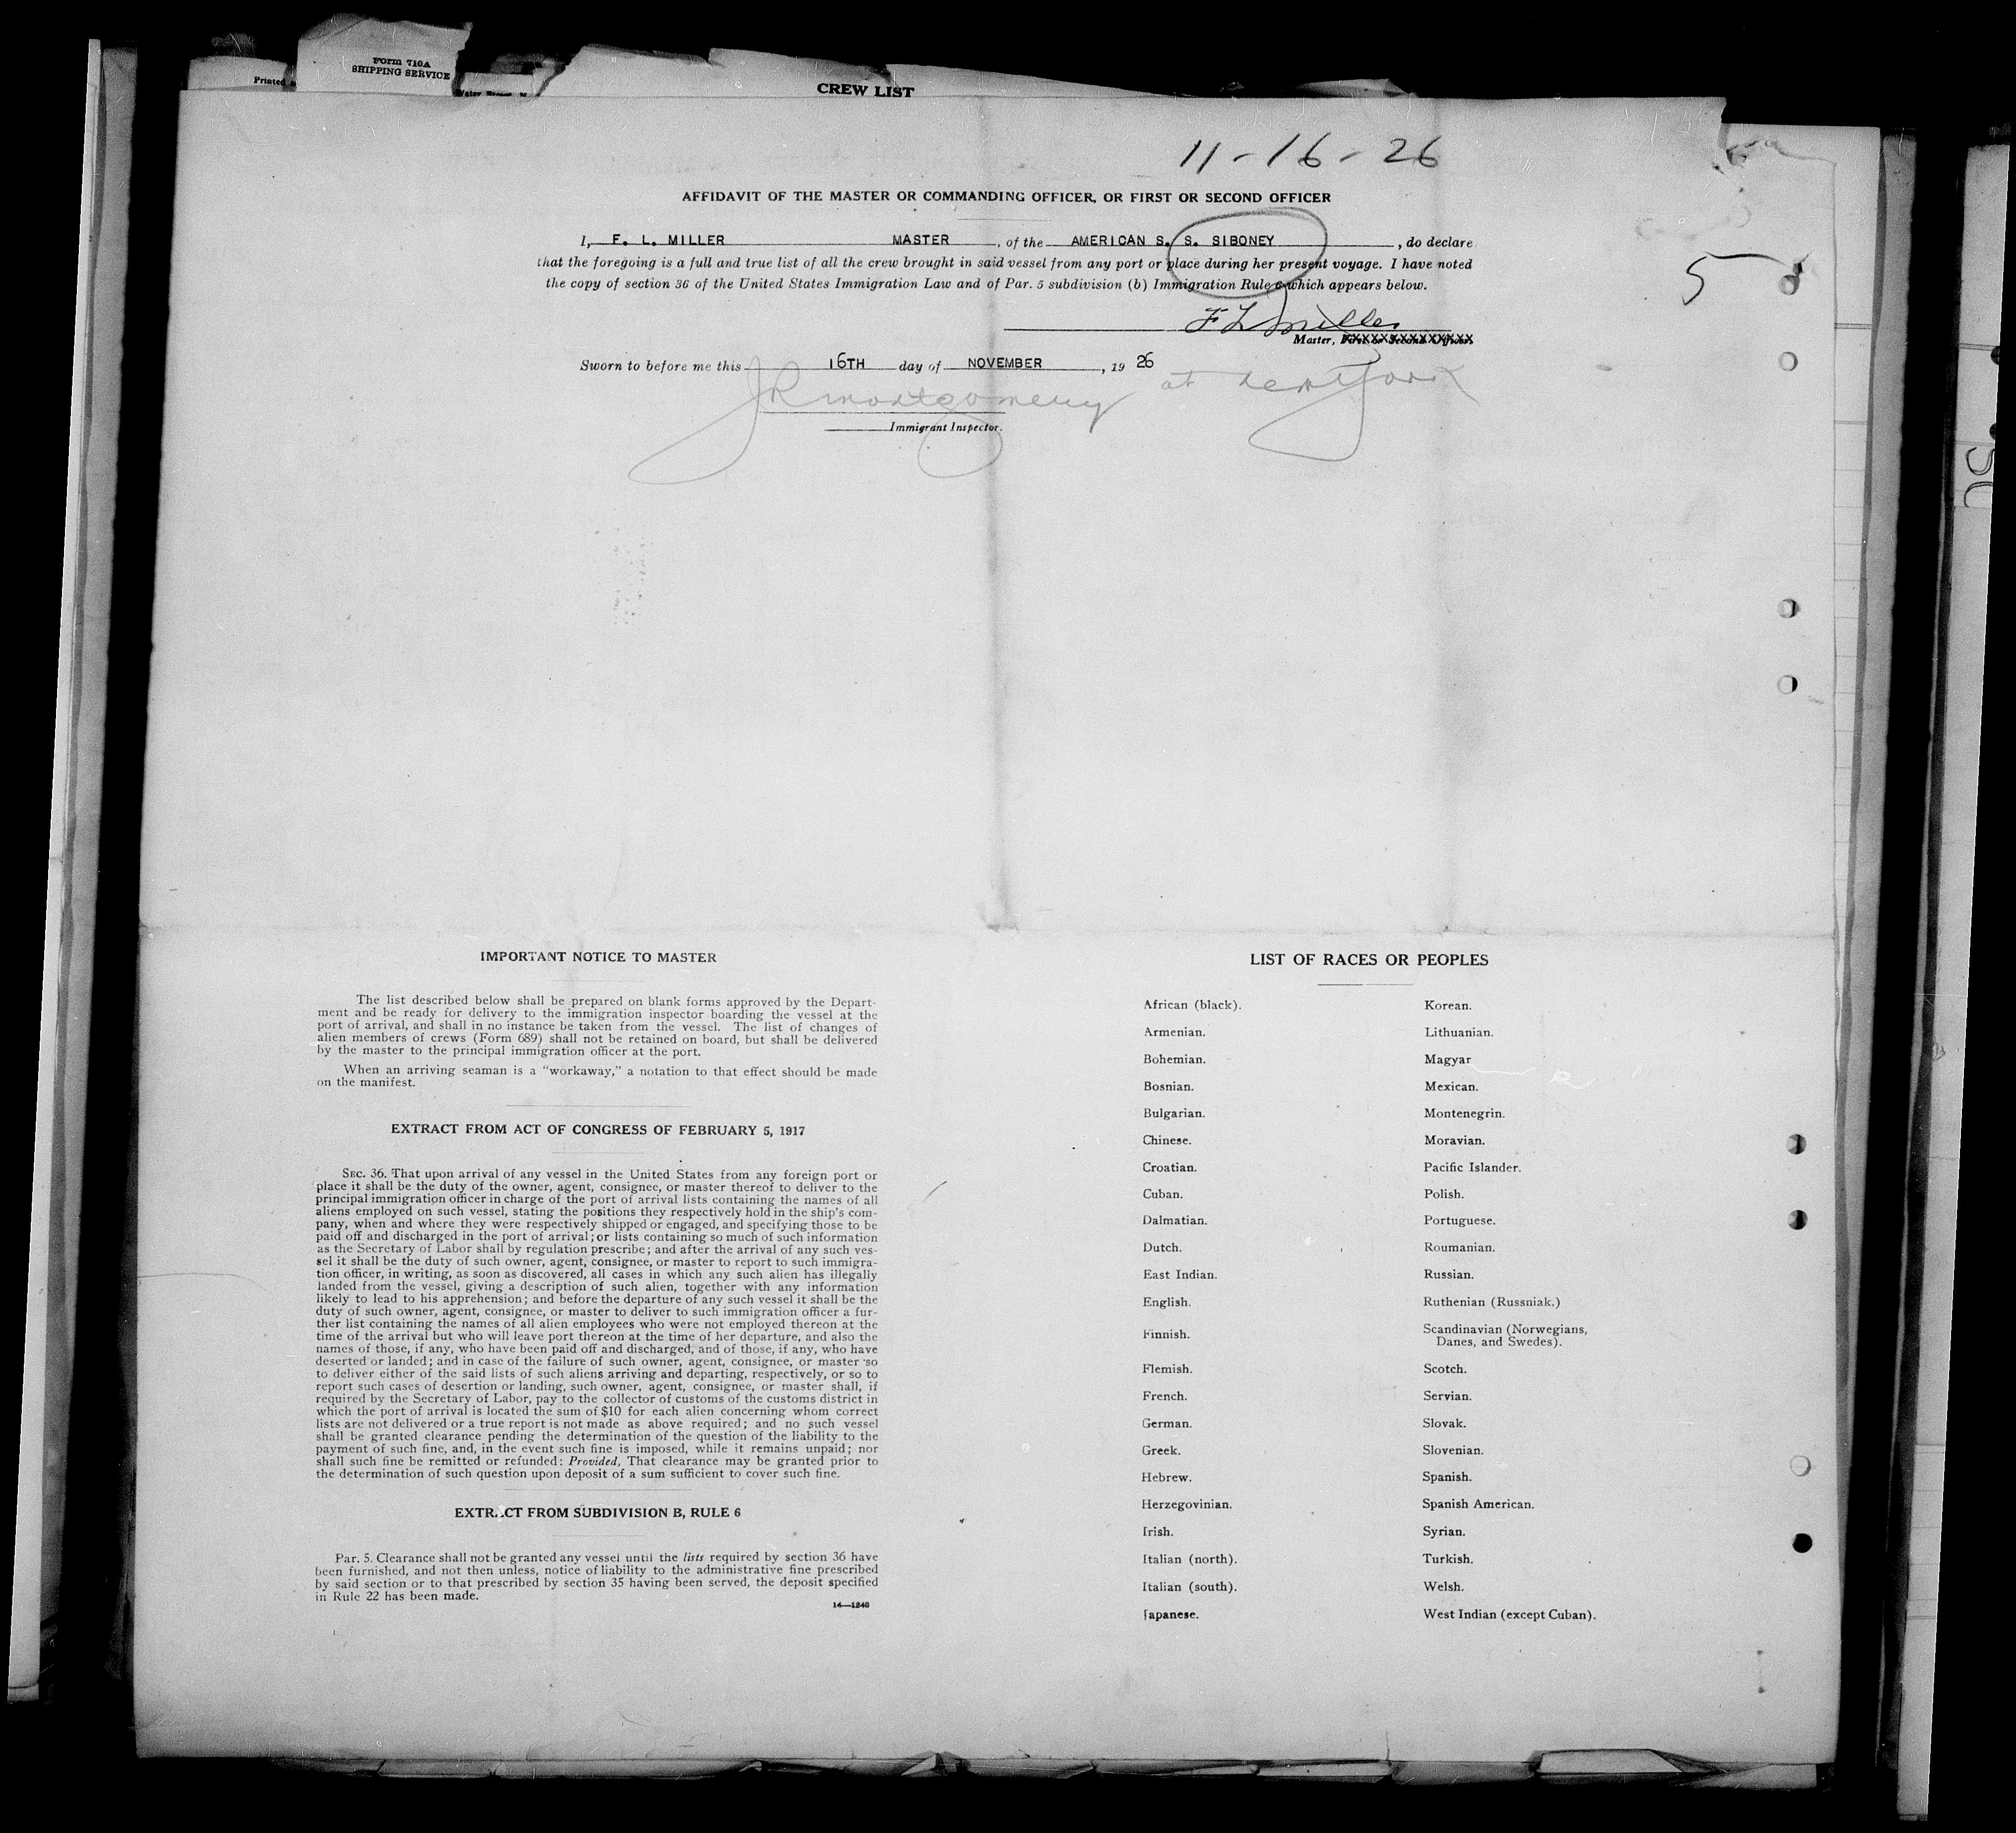 Form 710A
SHIPPING SERVICE
Printed
Water Street, N
CREW LIST
11-16-26
AFFIDAVIT OF THE MASTER OR COMMANDING OFFICER, OR FIRST OR SECOND OFFICER
I, F. L. MILLER MASTER, of the AMERICAN S. S. SIBONEY, do declare
that the foregoing is a full and true list of all the crew brought in said vessel from any port or place during her present voyage. I have noted
the copy of section 36 of the United States Immigration Law and of Par. 5 subdivision (b) Immigration Rule 6 which appears below.
5
F L Miller
Master, First or Second Officer.
Sworn to before me this 16TH day of NOVEMBER, 19 26
at New York
J R Montgomery
Immigrant Inspector.
IMPORTANT NOTICE TO MASTER
The list described below shall be prepared on blank forms approved by the Depart-
ment and be ready for delivery to the immigration inspector boarding the vessel at the
port of arrival, and shall in no instance be taken from the vessel. The list of changes of
alien members of crews (Form 689) shall not be retained on board, but shall be delivered
by the master to the principal immigration officer at the port.
When an arriving seaman is a "workaway," a notation to that effect should be made
on the manifest.
EXTRACT FROM ACT OF CONGRESS OF FEBRUARY 5, 1917
SEC. 36. That upon arrival of any vessel in the United States from any foreign port or
place it shall be the duty of the owner, agent, consignee, or master thereof to deliver to the
principal immigration officer in charge of the port of arrival lists containing the names of all
aliens employed on such vessel, stating the positions they respectively hold in the ship's com-
pany, when and where they were respectively shipped or engaged, and specifying those to be
paid off and discharged in the port of arrival; or lists containing so much of such information
as the Secretary of Labor shall by regulation prescribe; and after the arrival of any such ves-
sel it shall be the duty of such owner, agent, consignee, or master to report to such immigra-
tion officer, in writing, as soon as discovered, all cases in which any such alien has illegally
landed from the vessel, giving a description of such alien, together with any information
likely to lead to his apprehension; and before the departure of any such vessel it shall be the
duty of such owner, agent, consignee, or master to deliver to such immigration officer a fur-
ther list containing the names of all alien employees who were not employed thereon at the
time of the arrival but who will leave port thereon at the time of her departure, and also the
names of those, if any, who have been paid off and discharged, and of those, if any, who have
deserted or landed; and in case of the failure of such owner, agent, consignee, or master so
to deliver either of the said lists of such aliens arriving and departing, respectively, or so to
report such cases of desertion or landing, such owner, agent, consignee, or master shall, if
required by the Secretary of Labor, pay to the collector of customs of the customs district in
which the port of arrival is located the sum of $10 for each alien concerning whom correct
lists are not delivered or a true report is not made as above required; and no such vessel
shall be granted clearance pending the determination of the question of the liability to the
payment of such fine, and, in the event such fine is imposed, while it remains unpaid; nor
shall such fine be remitted or refunded: Provided, That clearance may be granted prior to
the determination of such question upon deposit of a sum sufficient to cover such fine.
EXTRACT FROM SUBDIVISION B, RULE 6
Par. 5. Clearance shall not be granted any vessel until the lists required by section 36 have
been furnished, and not then unless, notice of liability to the administrative fine prescribed
by said section or to that prescribed by section 35 having been served, the deposit specified
in Rule 22 has been made.
14—1240
LIST OF RACES OR PEOPLES
African (black).
Armenian.
Bohemian.
Bosnian.
Bulgarian.
Chinese.
Croatian.
Cuban.
Dalmatian.
Dutch.
East Indian.
English.
Finnish.
Flemish.
French.
German.
Greek.
Hebrew.
Herzegovinian.
Irish.
Italian (north).
Italian (south).
Japanese.
Korean.
Lithuanian.
Magyar
Mexican.
Montenegrin.
Moravian.
Pacific Islander.
Polish.
Portuguese.
Roumanian.
Russian.
Ruthenian (Russniak.)
Scandinavian (Norwegians,
Danes, and Swedes).
Scotch.
Servian.
Slovak.
Slovenian.
Spanish.
Spanish American.
Syrian.
Turkish.
Welsh.
West Indian (except Cuban).